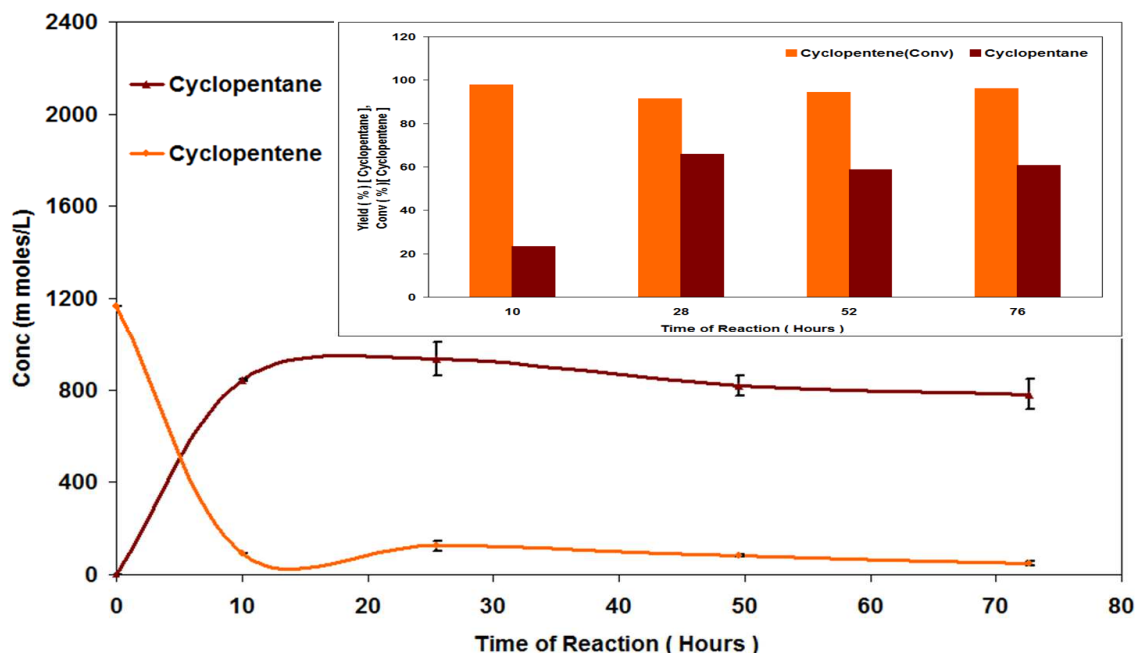 2400
2000
1600
1200
800
400
0
Conc (m moles/L)
Cyclopentane
Cyclopentene
0 10 20 30 40 50 60 70 80
Time of Reaction ( Hours )
120
100
80
60
40
20
0
Yield ( % ) [ Cyclopentane ],
Conv ( %)[ Cyclopentene ]
Cyclopentene(Conv) Cyclopentane
10 28 52 76
Time of Reaction ( Hours )